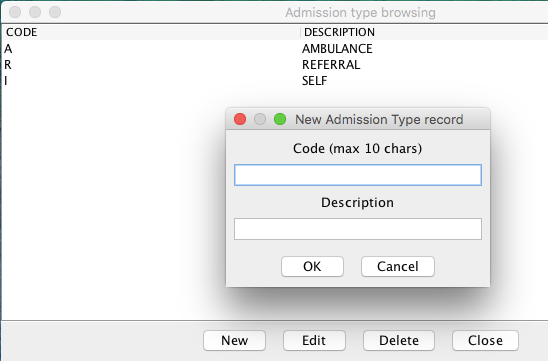 Admission type browsing
CODE DESCRIPTION
A AMBULANCE
R REFERRAL
I SELF
New Admission Type record
Code (max 10 chars)
Description
OK Cancel
New Edit Delete Close